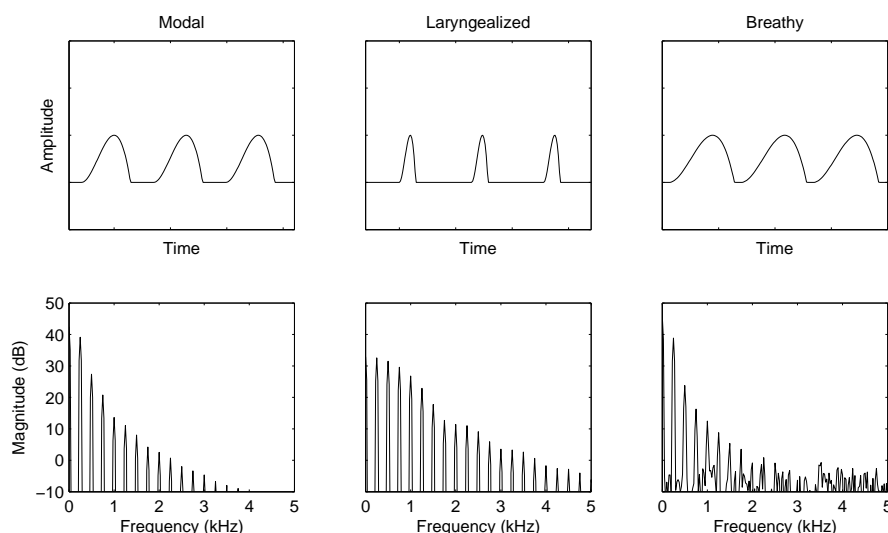 Modal
Laryngealized
Breathy
Amplitude
Time
Time
Time
50
40
30
20
10
0
−10
Magnitude (dB)
0 1 2 3 4 5
0 1 2 3 4 5
0 1 2 3 4 5
Frequency (kHz)
Frequency (kHz)
Frequency (kHz)